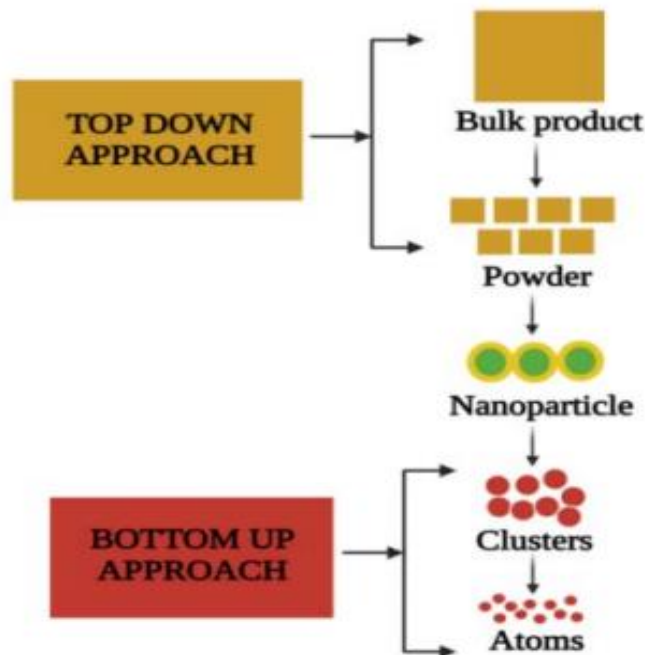 TOP DOWN
APPROACH
Bulk product
Powder
Nanoparticle
BOTTOM UP
APPROACH
Clusters
Atoms